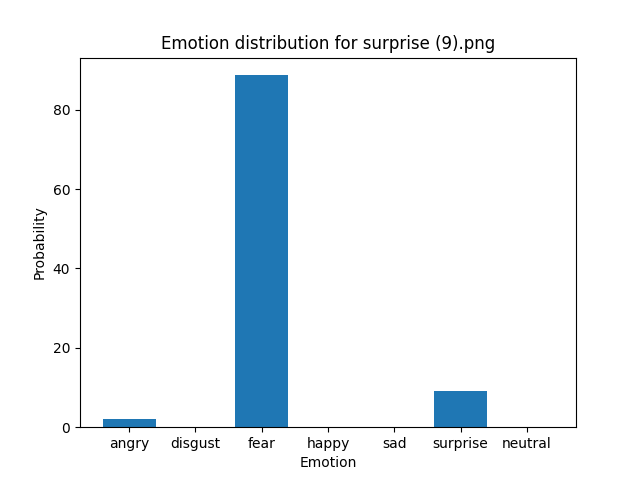 Emotion distribution for surprise (9).png
80
60
40
20
0
Probability
angry disgust fear happy sad surprise neutral
Emotion